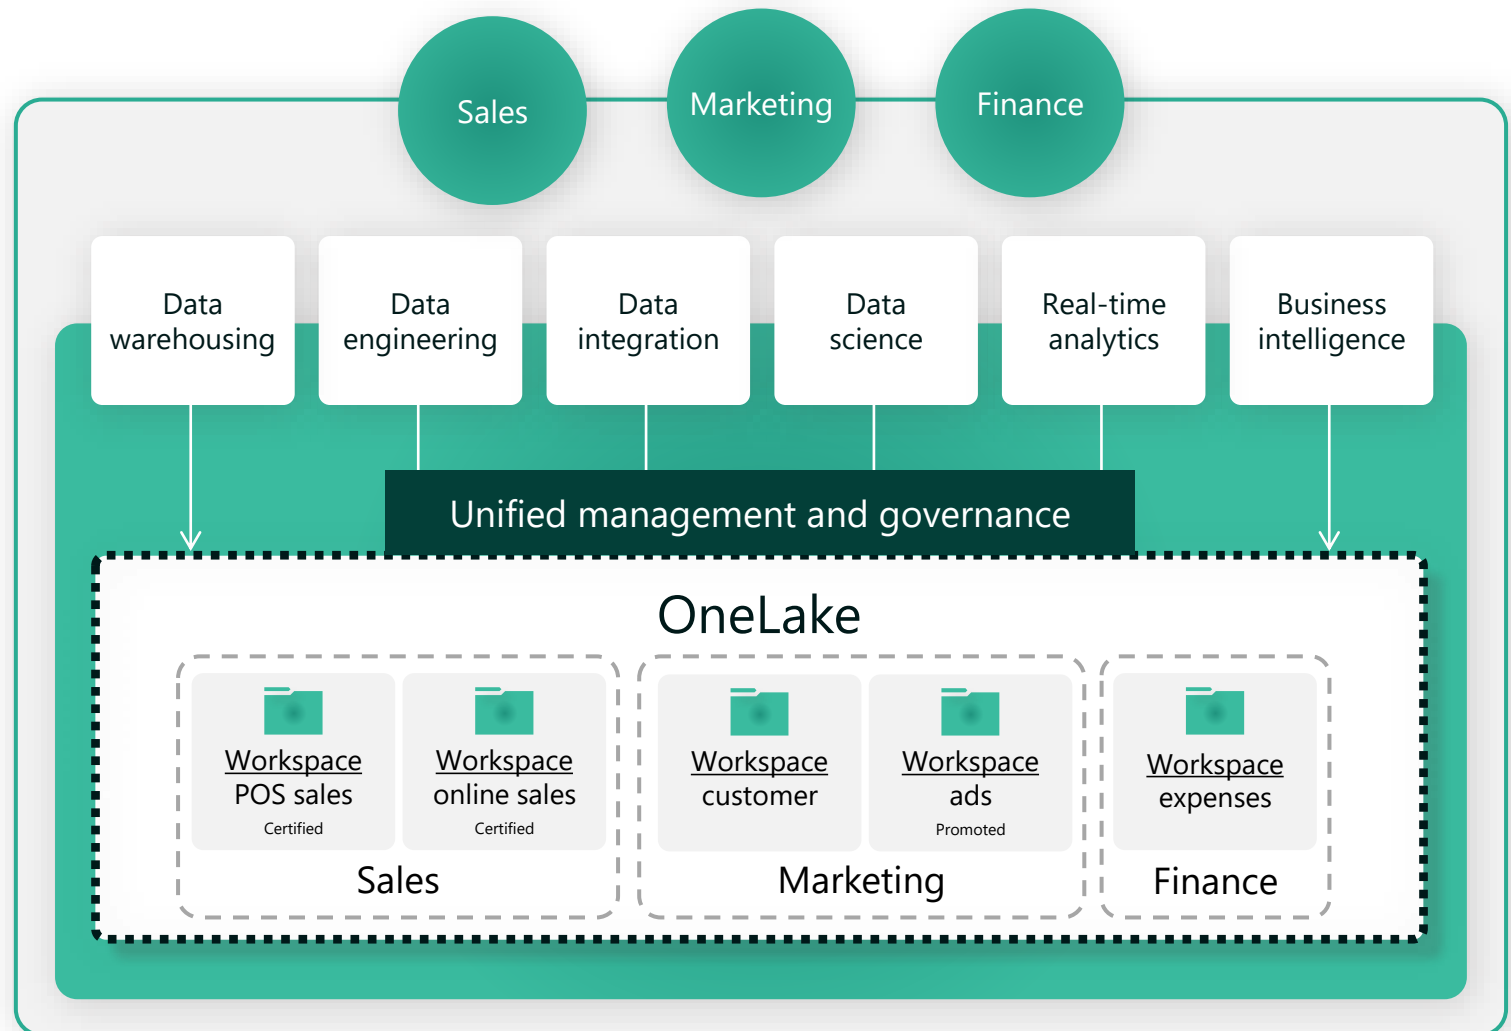 Sales
Marketing
Finance
Data
warehousing
Data
engineering
Data
integration
Data
science
Real-time
analytics
Business
intelligence
Unified management and governance
OneLake
Workspace
POS sales
Certified
Workspace
online sales
Certified
Sales
Workspace
customer
Workspace
ads
Promoted
Marketing
Workspace
expenses
Finance